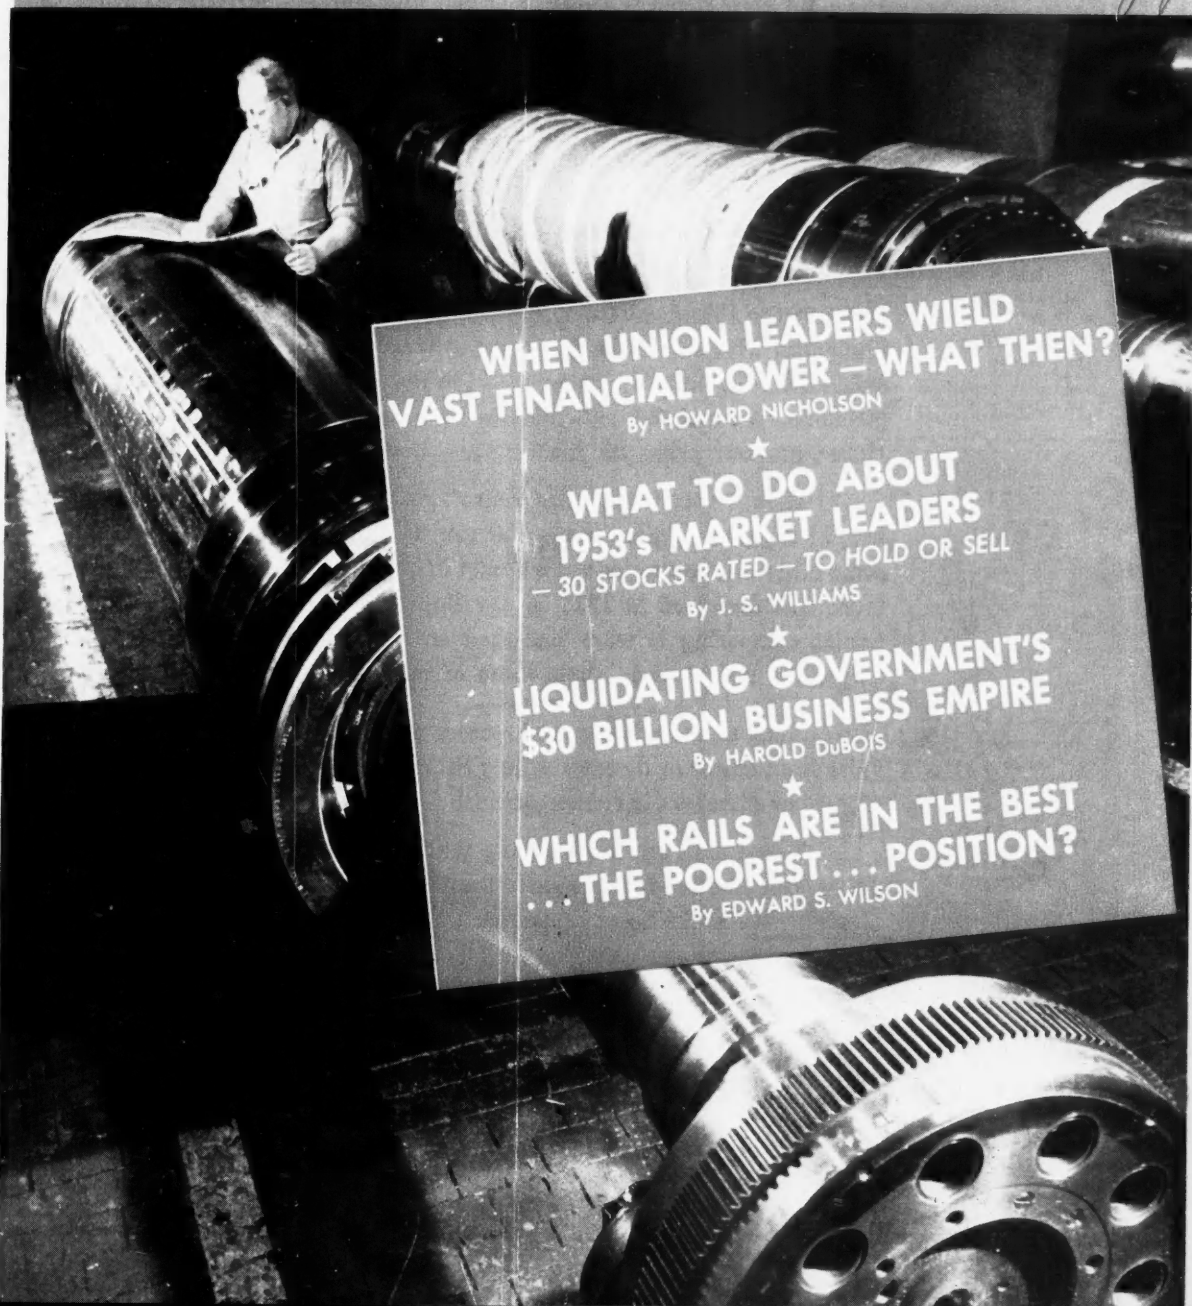 WHEN UNION LEADERS WIELD
VAST FINANCIAL POWER — WHAT THEN?
By HOWARD NICHOLSON
★
WHAT TO DO ABOUT
1953's MARKET LEADERS
— 30 STOCKS RATED — TO HOLD OR SELL
By J. S. WILLIAMS
★
LIQUIDATING GOVERNMENT'S
$30 BILLION BUSINESS EMPIRE
By HAROLD DuBOIS
★
WHICH RAILS ARE IN THE BEST
... THE POOREST ... POSITION?
By EDWARD S. WILSON